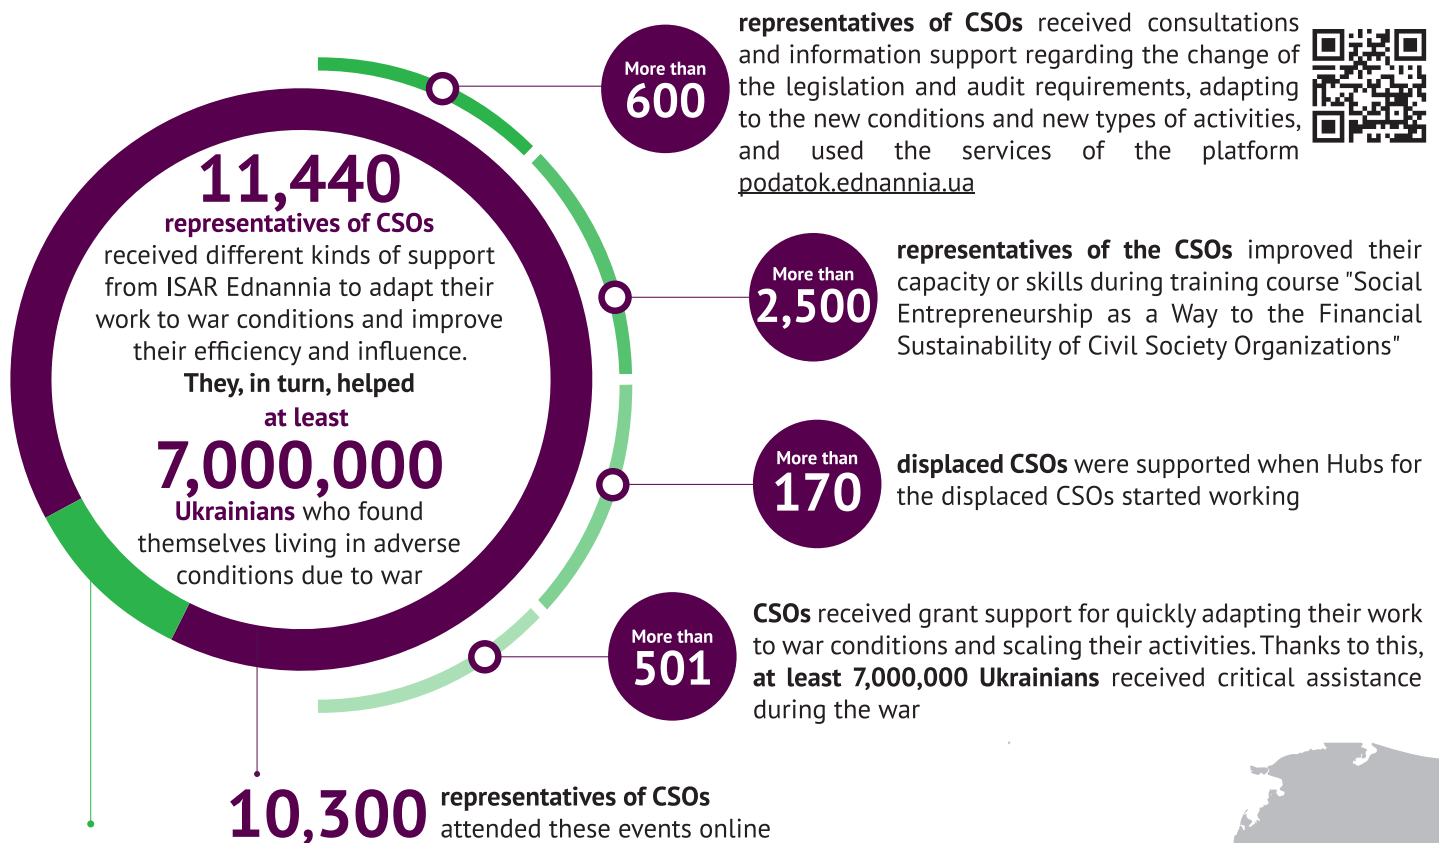 11,440
representatives of CSOs
received different kinds of support
from ISAR Ednannia to adapt their
work to war conditions and improve
their efficiency and influence.
They, in turn, helped
at least
7,000,000
Ukrainians who found
themselves living in adverse
conditions due to war
More than
600
representatives of CSOs received consultations
and information support regarding the change of
the legislation and audit requirements, adapting
to the new conditions and new types of activities,
and used the services of the platform
podatok.ednannia.ua
More than
2,500
representatives of the CSOs improved their
capacity or skills during training course "Social
Entrepreneurship as a Way to the Financial
Sustainability of Civil Society Organizations"
More than
170
displaced CSOs were supported when Hubs for
the displaced CSOs started working
More than
501
CSOs received grant support for quickly adapting their work
to war conditions and scaling their activities. Thanks to this,
at least 7,000,000 Ukrainians received critical assistance
during the war
10,300
representatives of CSOs
attended these events online